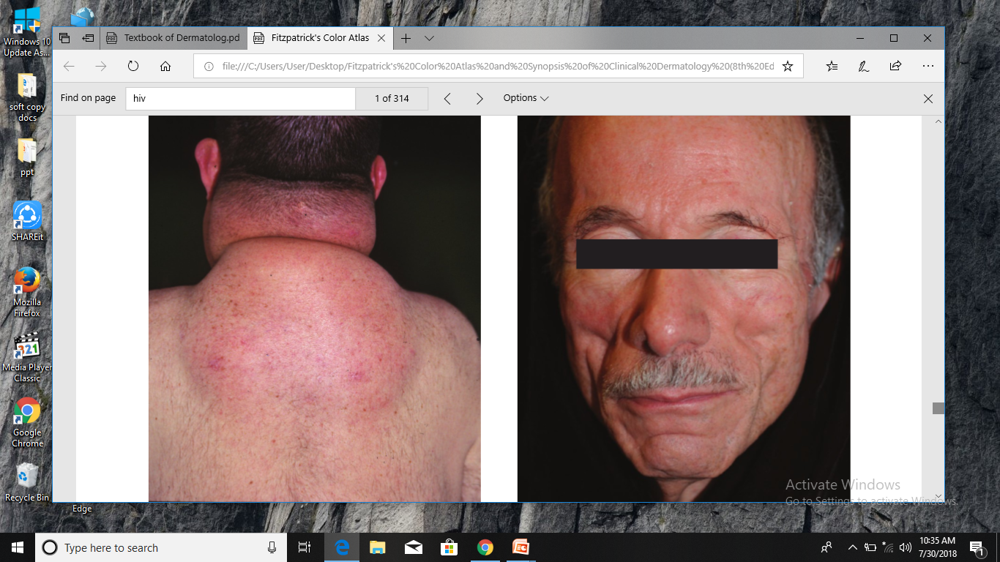 Windows 10
Update As...
soft copy
docs
ppt
SHAREit
Mozilla
Firefox
321
Media Player
Classic
Google
Chrome
Recycle Bin
Edge
Textbook of Dermatolog.pd
Fitzpatrick's Color Atlas
file:///C:/Users/User/Desktop/Fitzpatrick's%20Color%20Atlas%20and%20Synopsis%20of%20Clinical%20Dermatology%20(8th%20Ed
Find on page
hiv
1 of 314
Options
Activate Windows
Go to Settings to activate Windows.
Type here to search
10:35 AM
7/30/2018
1